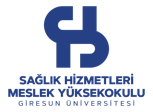 SAĞLIK HİZMETLERİ
MESLEK YÜKSEKOKULU
GİRESUN ÜNİVERSİTESİ